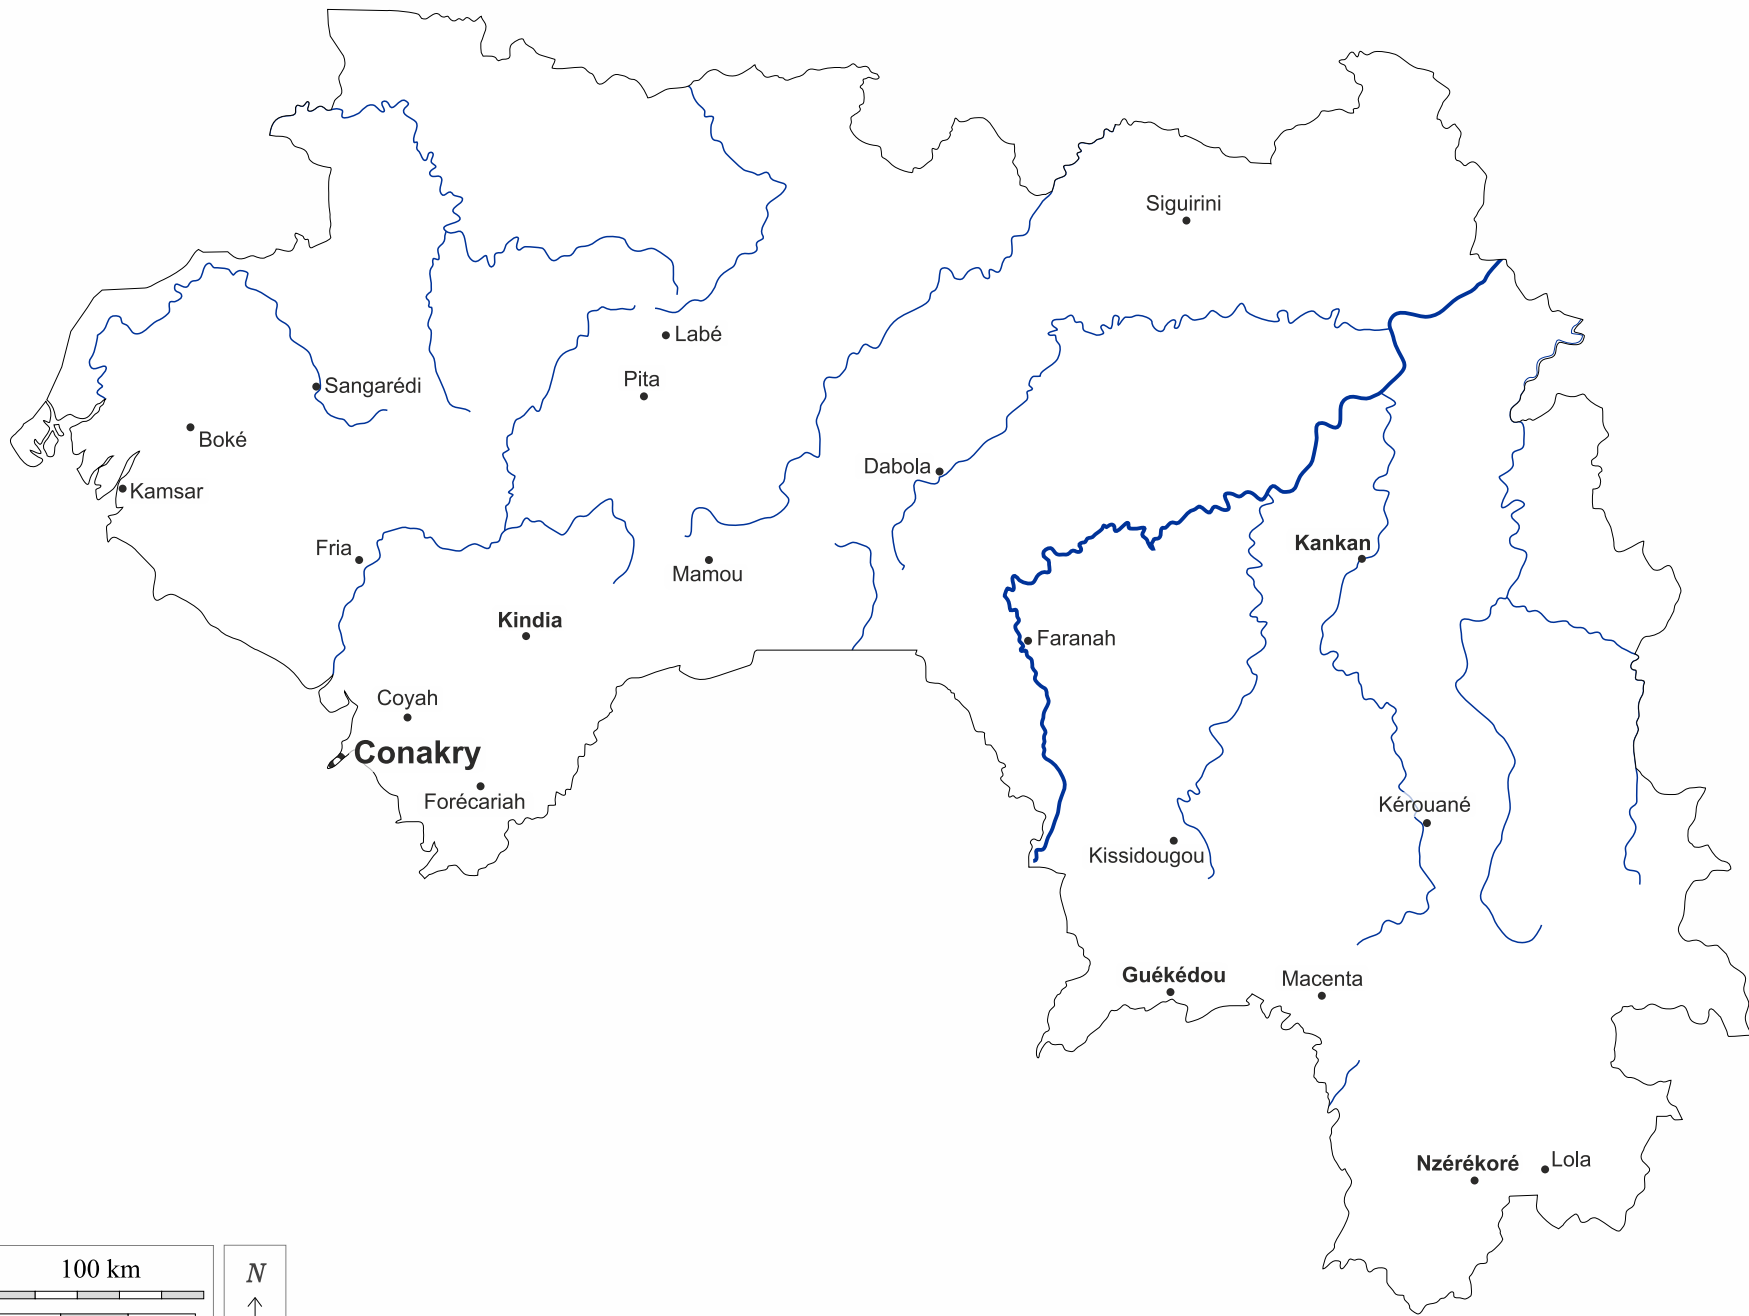 Siguirini
Labé
Pita
Sangarédi
Boké
Dabola
Kamsar
Fria
Kankan
Mamou
Kindia
Faranah
Coyah
Conakry
Forécariah
Kérouané
Kissidougou
Guékédou
Macenta
Nzérékoré
Lola
100 km
N